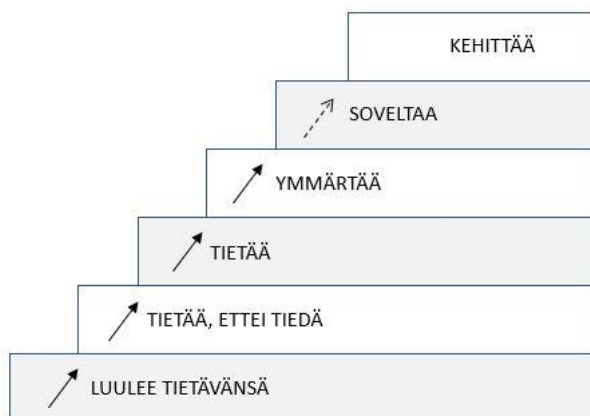 KEHITTÄÄ
SOVELTAA
YMMÄRTÄÄ
TIETÄÄ
TIETÄÄ, ETTEI TIEDÄ
LUULEE TIETÄVÄNSÄ